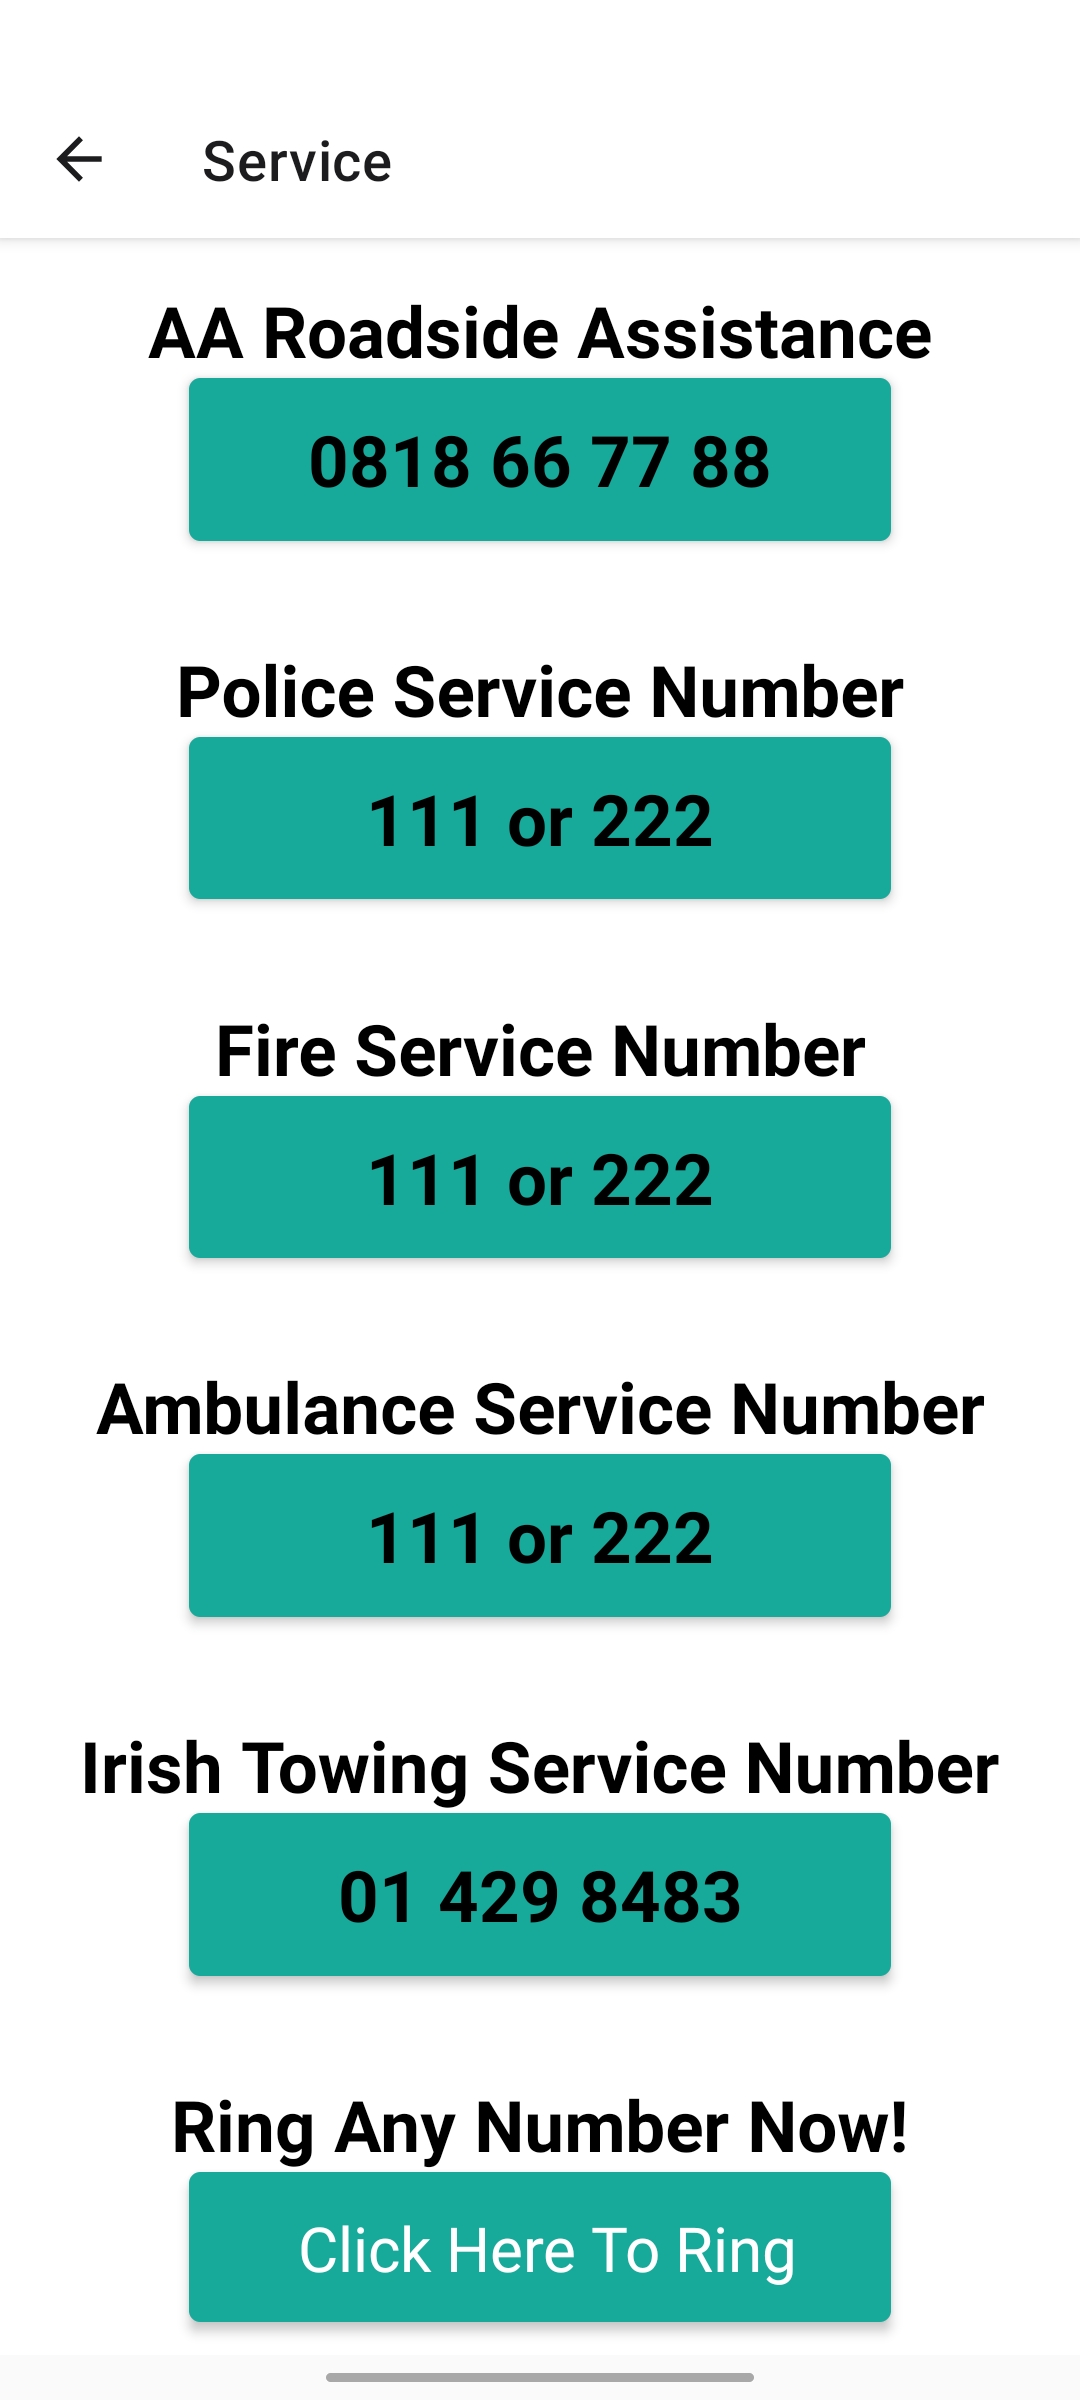 Service
AA Roadside Assistance
0818 66 77 88
Police Service Number
111 or 222
Fire Service Number
111 or 222
Ambulance Service Number
111 or 222
Irish Towing Service Number
01 429 8483
Ring Any Number Now!
Click Here To Ring